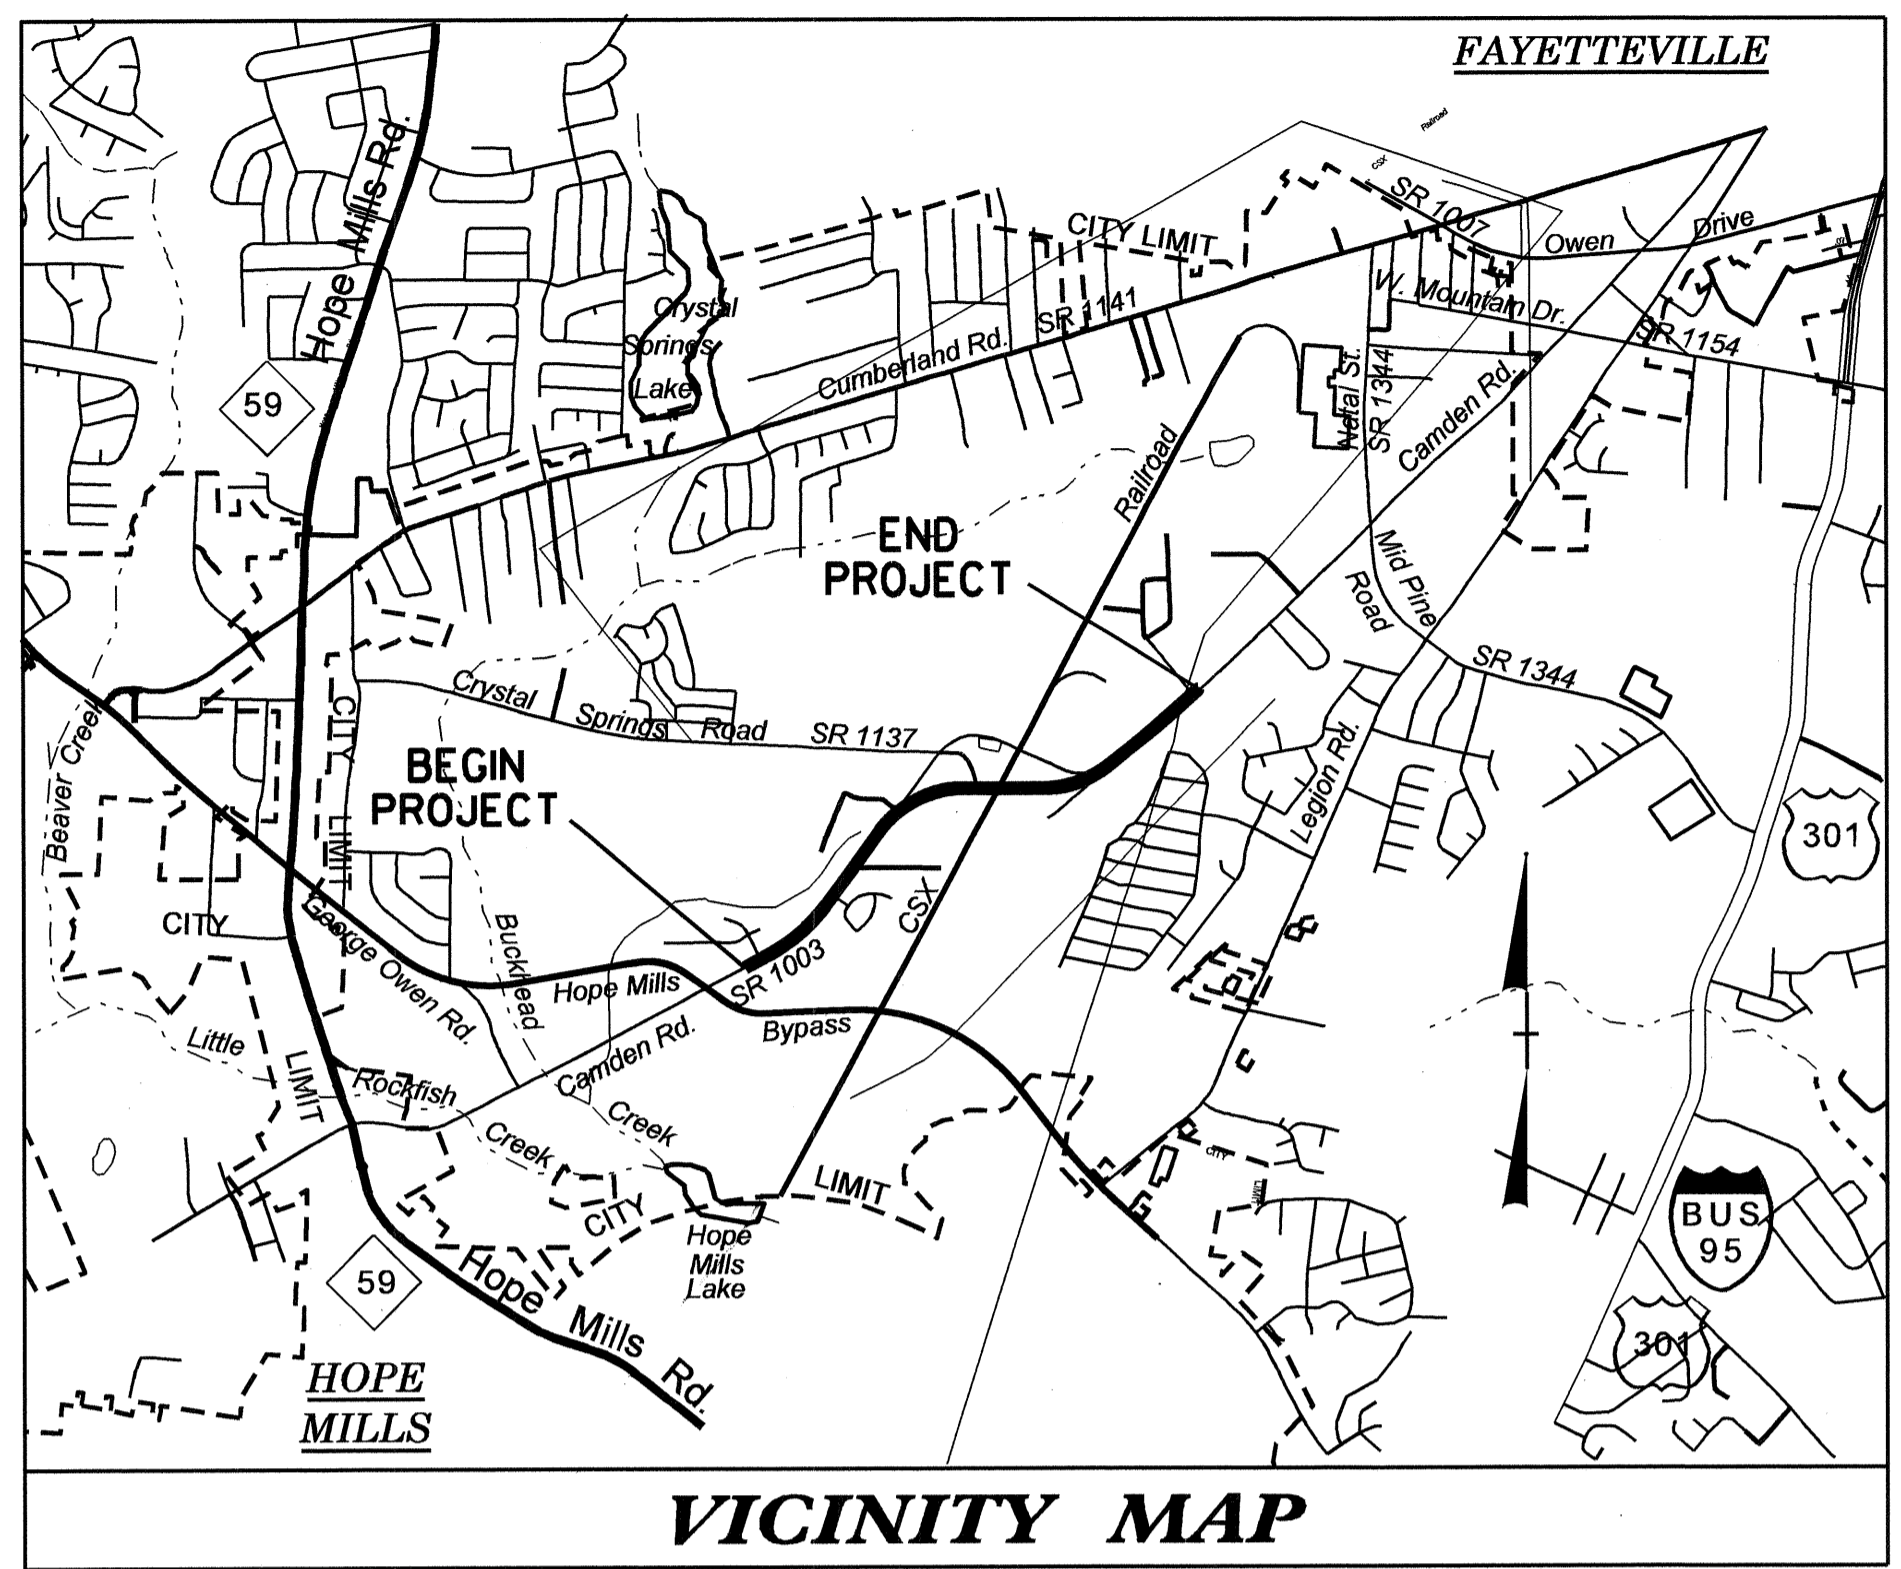 FAYETTEVILLE
Railroad
CSX
Hope Mills Rd.
SR 1007
CITY LIMIT
Owen Drive
W. Mountain Dr.
SR 1154
SR 1141
Crystal
Springs
Lake
Cumberland Rd.
59
Natal St.
SR 1344
Camden Rd.
Railroad
END
PROJECT
Mid Pine
Road
SR 1344
Crystal Springs Road SR 1137
CITY LIMIT
BEGIN
PROJECT
Beaver Creek
Legion Rd.
301
CITY
LIMIT
George Owen Rd.
Buckhead
Creek
CSX
Hope Mills
Bypass
SR 1003
Camden Rd.
Little
Rockfish
Creek
CITY
LIMIT
CITY
LIMIT
Hope
Mills
Lake
BUS
95
301
59
Hope Mills Rd.
HOPE
MILLS
VICINITY MAP